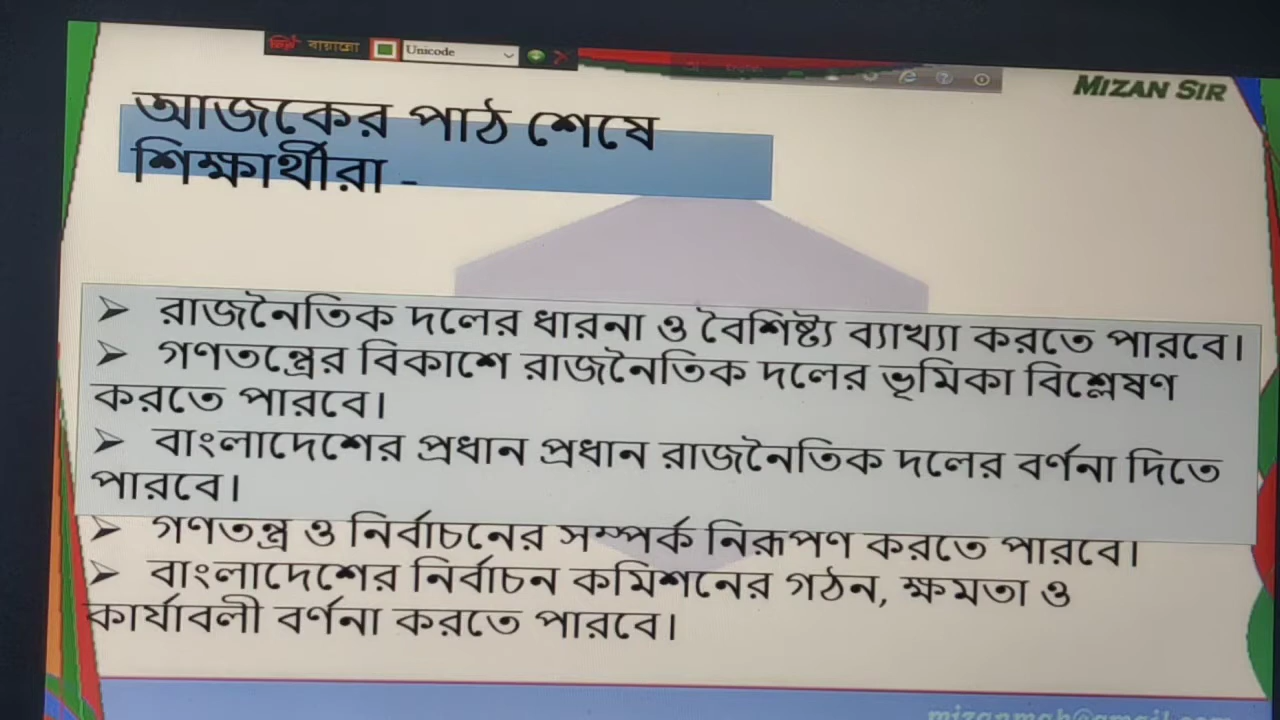 বায়ান্নো
Unicode
MIZAN SIR
আজকের পাঠ শেষে
শিক্ষার্থীরা -
➢ রাজনৈতিক দলের ধারনা ও বৈশিষ্ট্য ব্যাখ্যা করতে পারবে।
➢ গণতন্ত্রের বিকাশে রাজনৈতিক দলের ভূমিকা বিশ্লেষণ
করতে পারবে।
➢ বাংলাদেশের প্রধান প্রধান রাজনৈতিক দলের বর্ণনা দিতে
পারবে।
➢ গণতন্ত্র ও নির্বাচনের সম্পর্ক নিরূপণ করতে পারবে।
➢ বাংলাদেশের নির্বাচন কমিশনের গঠন, ক্ষমতা ও
কার্যাবলী বর্ণনা করতে পারবে।